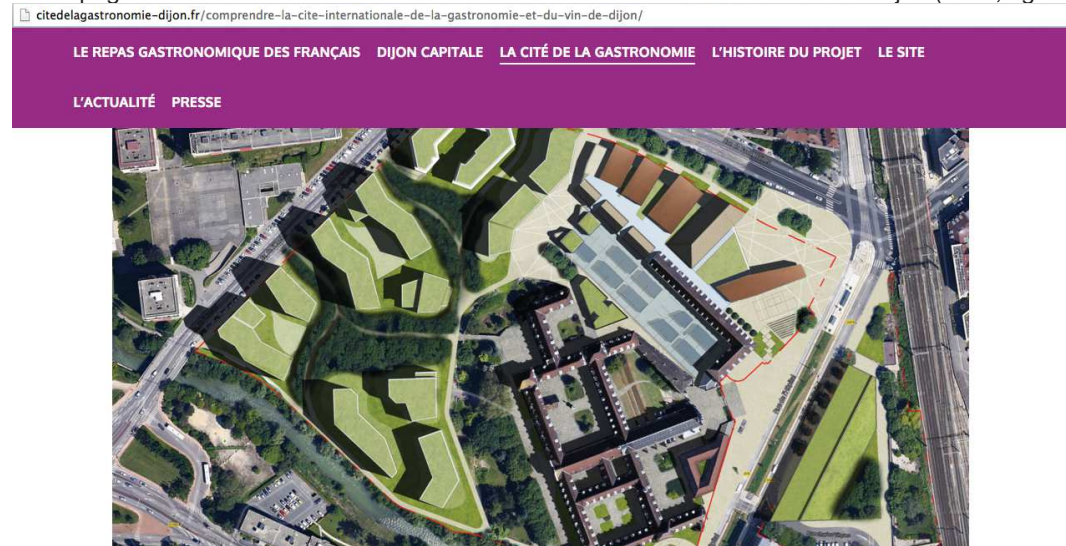 citedelagastronomie-dijon.fr/comprendre-la-cite-internationale-de-la-gastronomie-et-du-vin-de-dijon/
LE REPAS GASTRONOMIQUE DES FRANÇAIS DIJON CAPITALE LA CITÉ DE LA GASTRONOMIE L'HISTOIRE DU PROJET LE SITE
L'ACTUALITÉ PRESSE